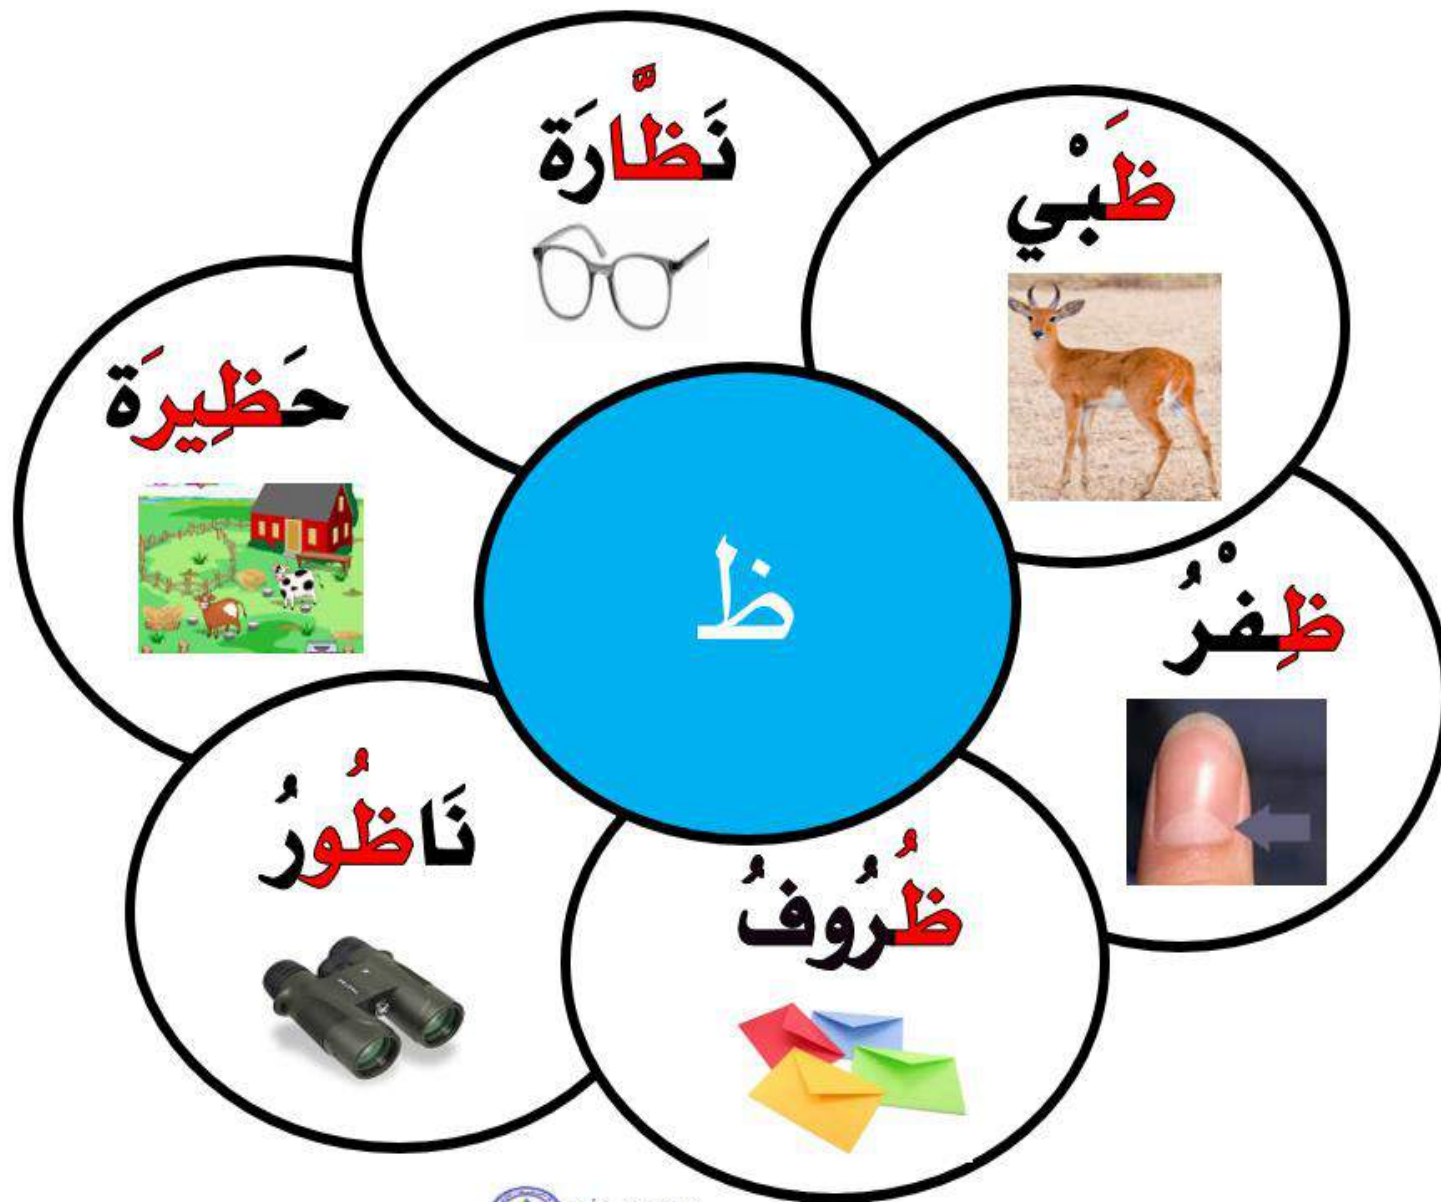 نَظَّارَة
ظَبْي
حَظِيرَة
ظ
ظِفْرُ
نَاظُورُ
ظُرُوفُ